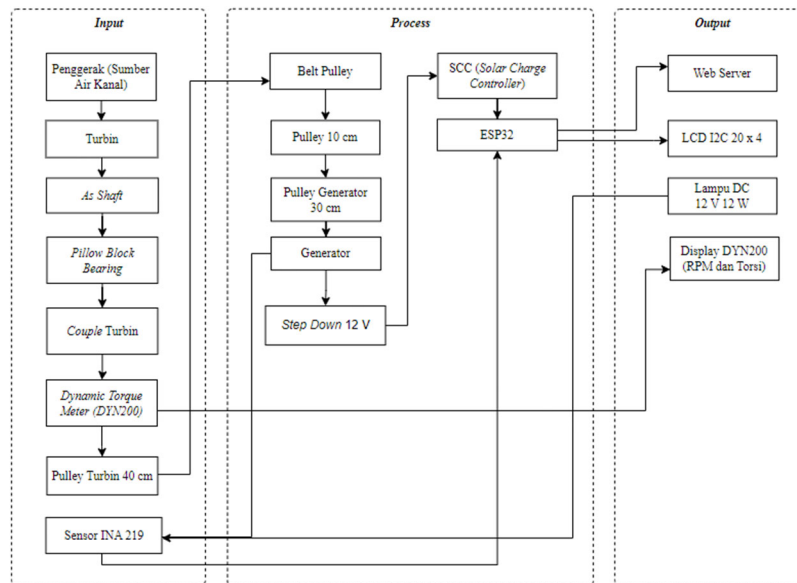 Input
Penggerak (Sumber
Air Kanal)
Turbin
As Shaft
Pillow Block
Bearing
Couple Turbin
Dynamic Torque
Meter (DYN200)
Pulley Turbin 40 cm
Sensor INA 219
Process
Belt Pulley
Pulley 10 cm
Pulley Generator
30 cm
Generator
Step Down 12 V
SCC (Solar Charge
Controller)
ESP32
Output
Web Server
LCD I2C 20 x 4
Lampu DC
12 V 12 W
Display DYN200
(RPM dan Torsi)